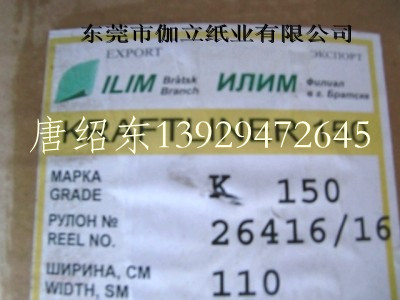 东莞市伽立纸业有限公司
EXPORT ЭКСПОРТ
ILIM Bratsk Branch ИЛИМ Филиал в г. Братске
KRAFTLINER 150
唐绍东13929472645
МАРКА
GRADE K 150
РУЛОН №
REEL NO. 26416/16
ШИРИНА, СМ
WIDTH, SM 110